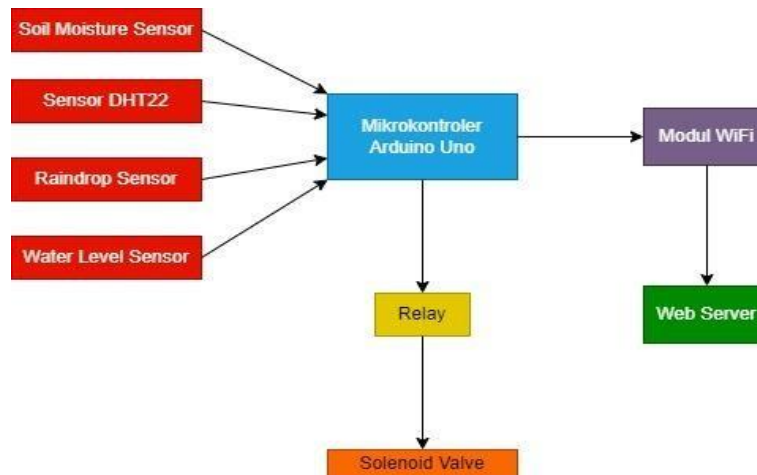 Soil Moisture Sensor
Sensor DHT22
Raindrop Sensor
Water Level Sensor
Mikrokontroler
Arduino Uno
Modul WiFi
Relay
Web Server
Solenoid Valve